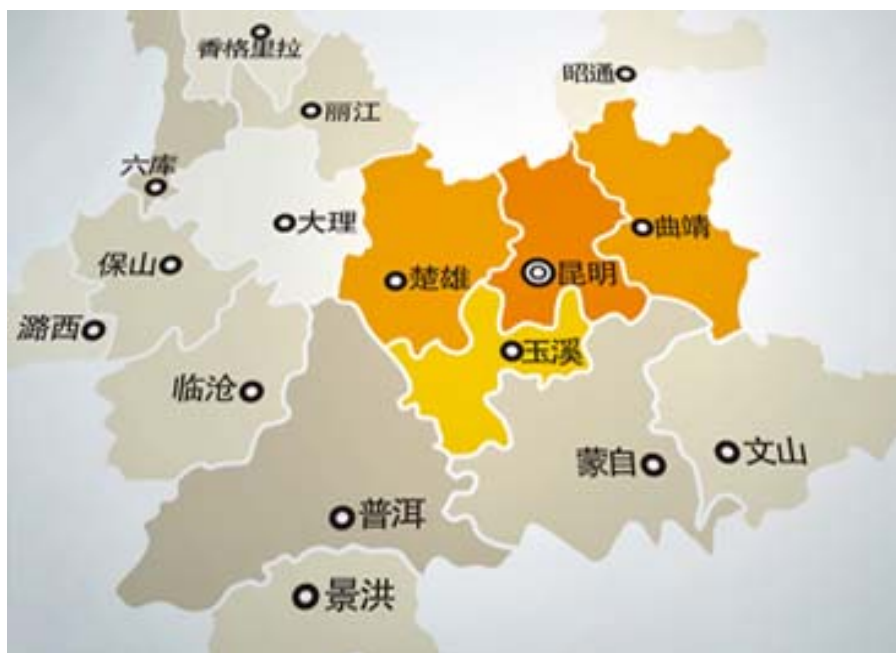 香格里拉
昭通
丽江
六库
大理
曲靖
保山
楚雄
昆明
潞西
玉溪
临沧
蒙自
文山
普洱
景洪